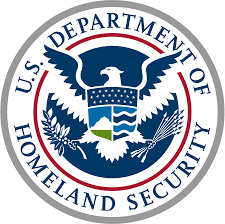 U.S. DEPARTMENT OF
HOMELAND SECURITY